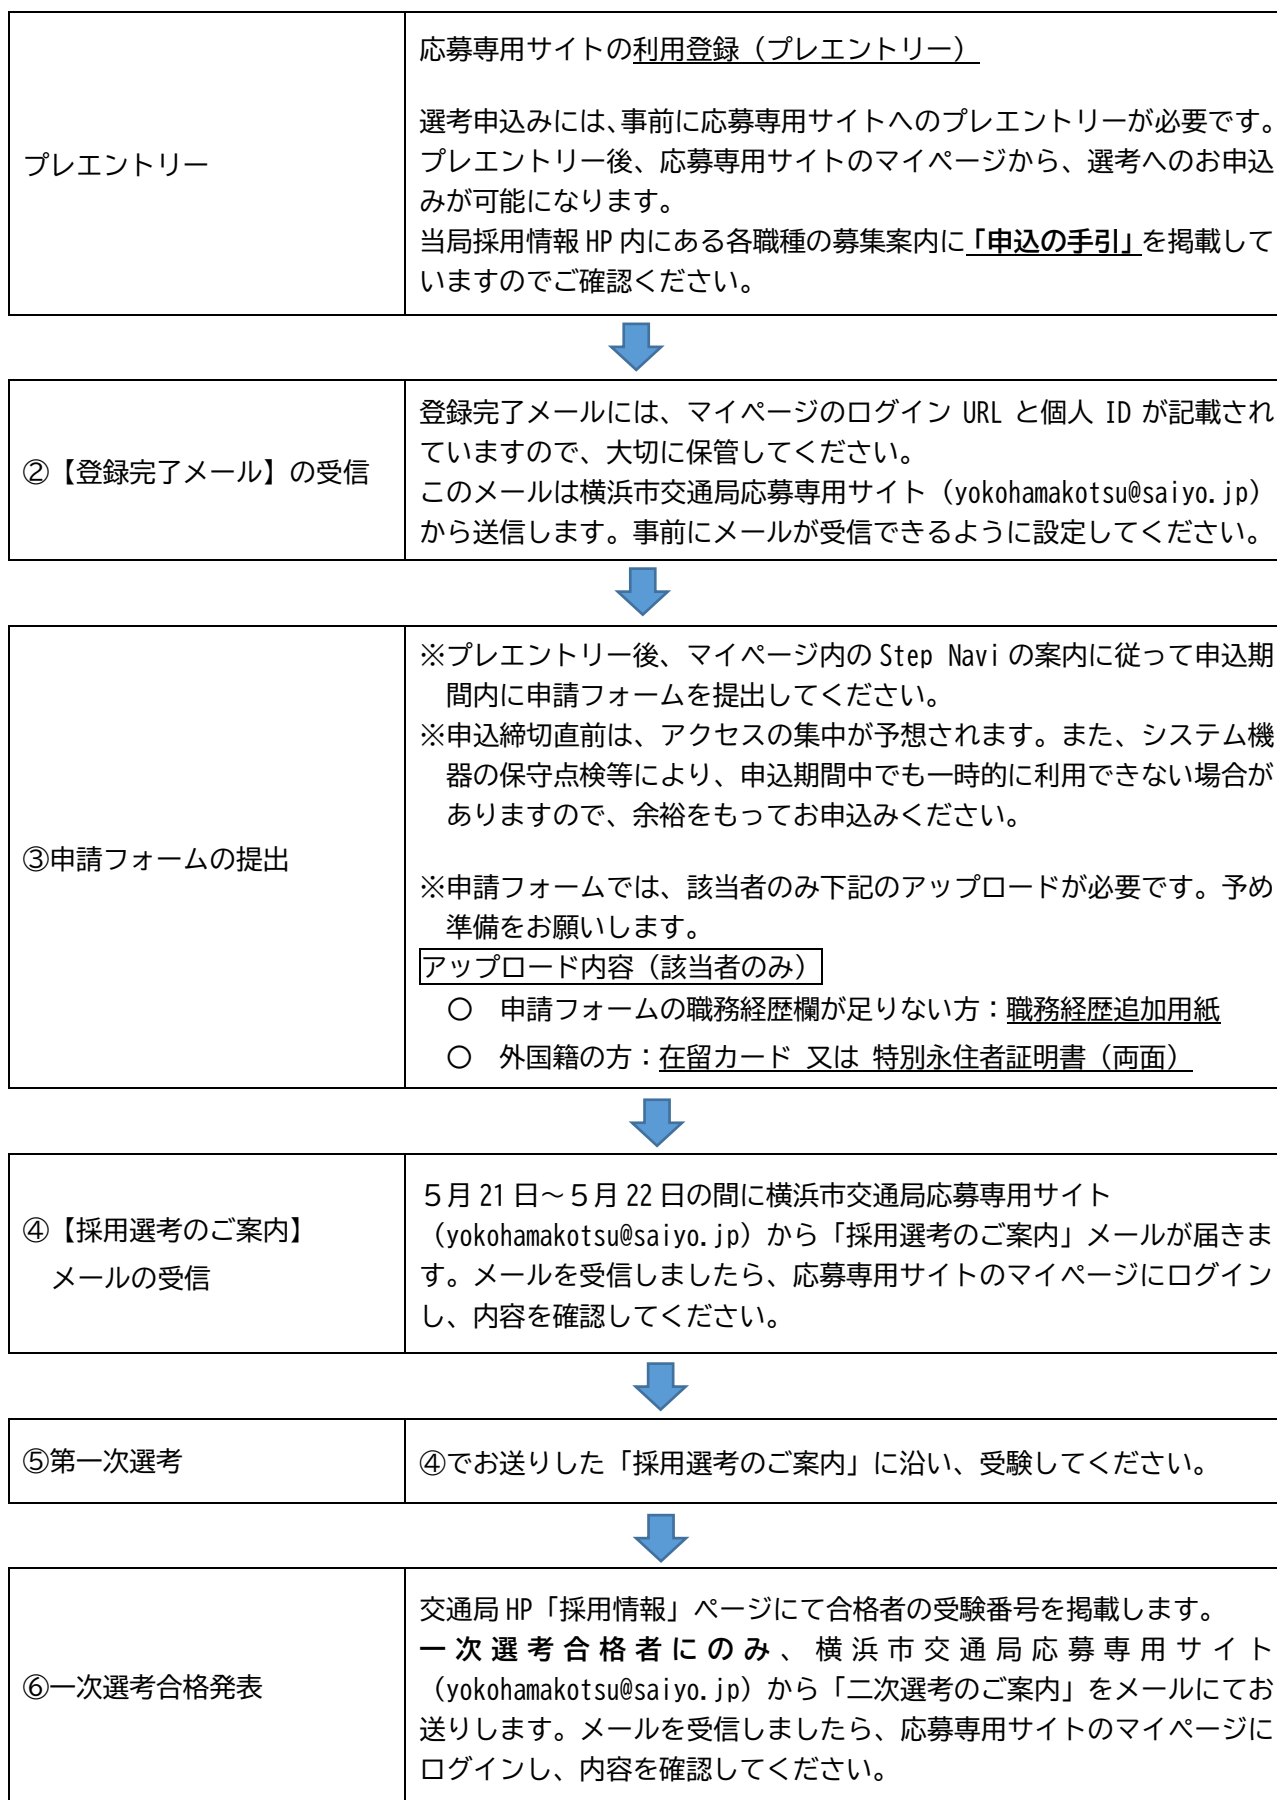 プレエントリー
応募専用サイトの利用登録（プレエントリー）
選考申込みには、事前に応募専用サイトへのプレエントリーが必要です。
プレエントリー後、応募専用サイトのマイページから、選考へのお申込
みが可能になります。
当局採用情報 HP 内にある各職種の募集案内に「申込の手引」を掲載して
いますのでご確認ください。
②【登録完了メール】の受信
登録完了メールには、マイページのログイン URL と個人 ID が記載され
ていますので、大切に保管してください。
このメールは横浜市交通局応募専用サイト（yokohamakotsu@saiyo.jp）
から送信します。事前にメールが受信できるように設定してください。
③申請フォームの提出
※プレエントリー後、マイページ内の Step Navi の案内に従って申込期
間内に申請フォームを提出してください。
※申込締切直前は、アクセスの集中が予想されます。また、システム機
器の保守点検等により、申込期間中でも一時的に利用できない場合が
ありますので、余裕をもってお申込みください。
※申請フォームでは、該当者のみ下記のアップロードが必要です。予め
準備をお願いします。
アップロード内容（該当者のみ）
〇 申請フォームの職務経歴欄が足りない方：職務経歴追加用紙
〇 外国籍の方：在留カード 又は 特別永住者証明書（両面）
④【採用選考のご案内】
メールの受信
５月 21 日～５月 22 日の間に横浜市交通局応募専用サイト
（yokohamakotsu@saiyo.jp）から「採用選考のご案内」メールが届きま
す。メールを受信しましたら、応募専用サイトのマイページにログイン
し、内容を確認してください。
⑤第一次選考
④でお送りした「採用選考のご案内」に沿い、受験してください。
⑥一次選考合格発表
交通局 HP「採用情報」ページにて合格者の受験番号を掲載します。
一次選考合格者にのみ、横浜市交通局応募専用サイト
（yokohamakotsu@saiyo.jp）から「二次選考のご案内」をメールにてお
送りします。メールを受信しましたら、応募専用サイトのマイページに
ログインし、内容を確認してください。